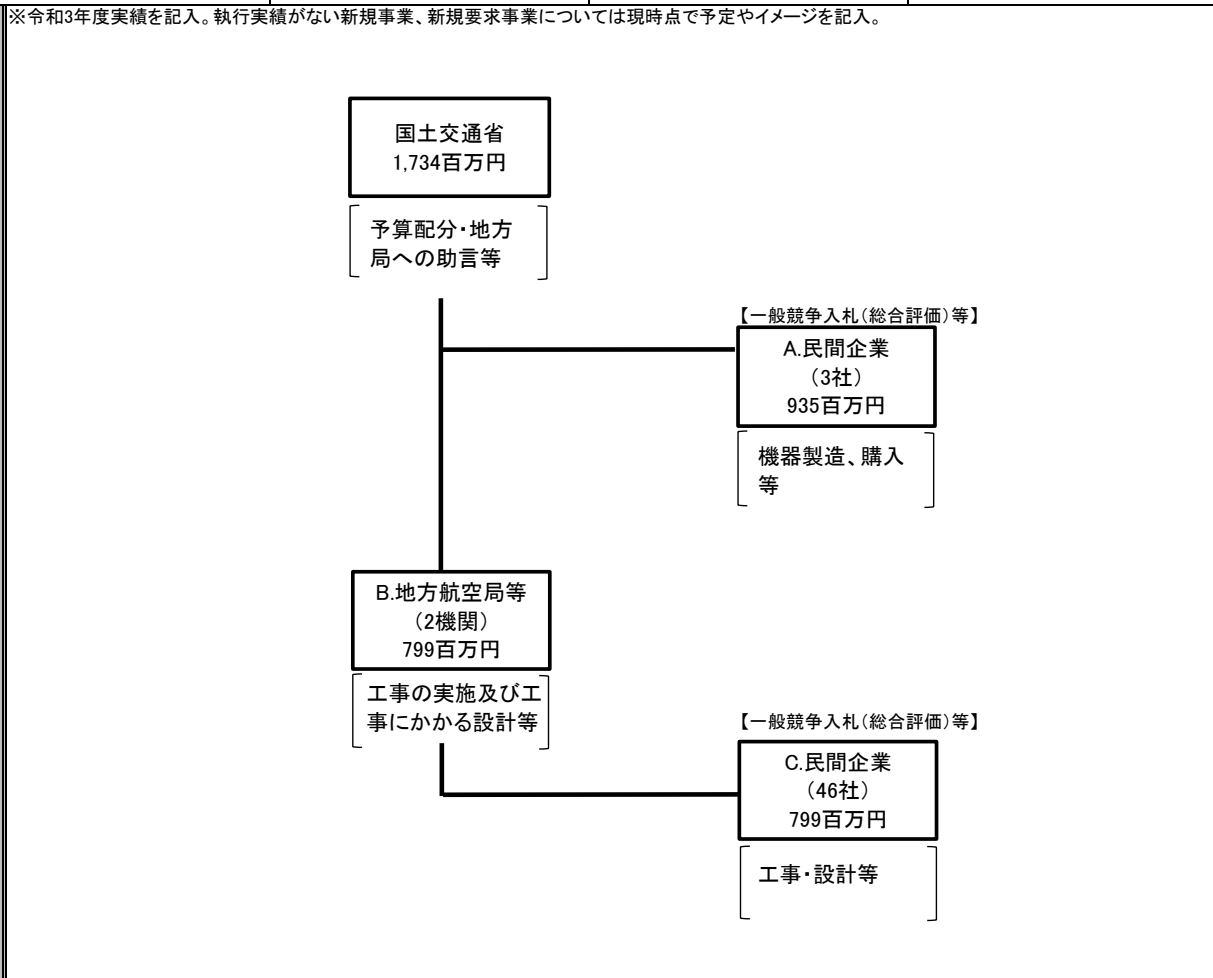 ※令和3年度実績を記入。執行実績がない新規事業、新規要求事業については現時点で予定やイメージを記入。
国土交通省
1,734百万円
予算配分・地方
局への助言等
【一般競争入札（総合評価）等】
A.民間企業
（3社）
935百万円
機器製造、購入
等
B.地方航空局等
（2機関）
799百万円
工事の実施及び工
事にかかる設計等
【一般競争入札（総合評価）等】
C.民間企業
（46社）
799百万円
工事・設計等